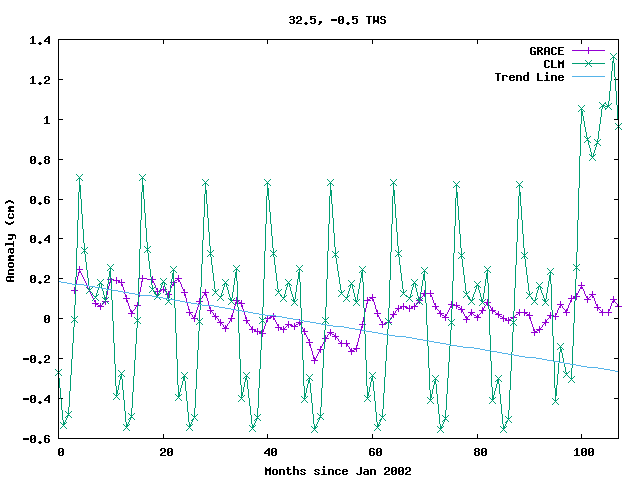 32.5, -0.5 TWS
GRACE
CLM
Trend Line
1.4
1.2
1
0.8
0.6
0.4
0.2
0
-0.2
-0.4
-0.6
Anomaly (cm)
0 20 40 60 80 100
Months since Jan 2002